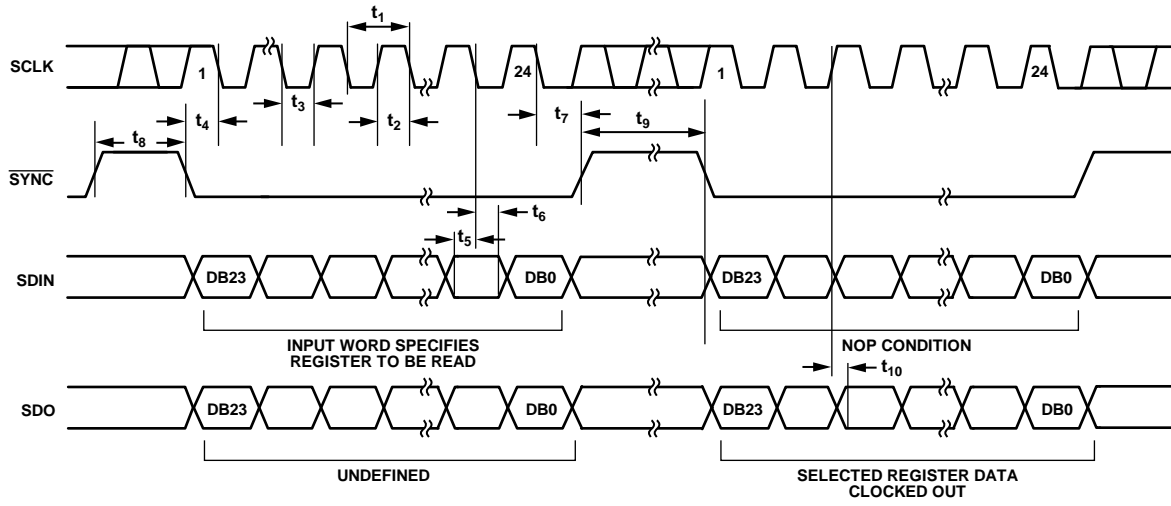 t1
SCLK
1
24
1
24
t3
t4
t2
t7
t8
t9
SYNC
t6
t5
SDIN
DB23
DB0
DB23
DB0
INPUT WORD SPECIFIES
REGISTER TO BE READ
NOP CONDITION
t10
SDO
DB23
DB0
DB23
DB0
UNDEFINED
SELECTED REGISTER DATA
CLOCKED OUT